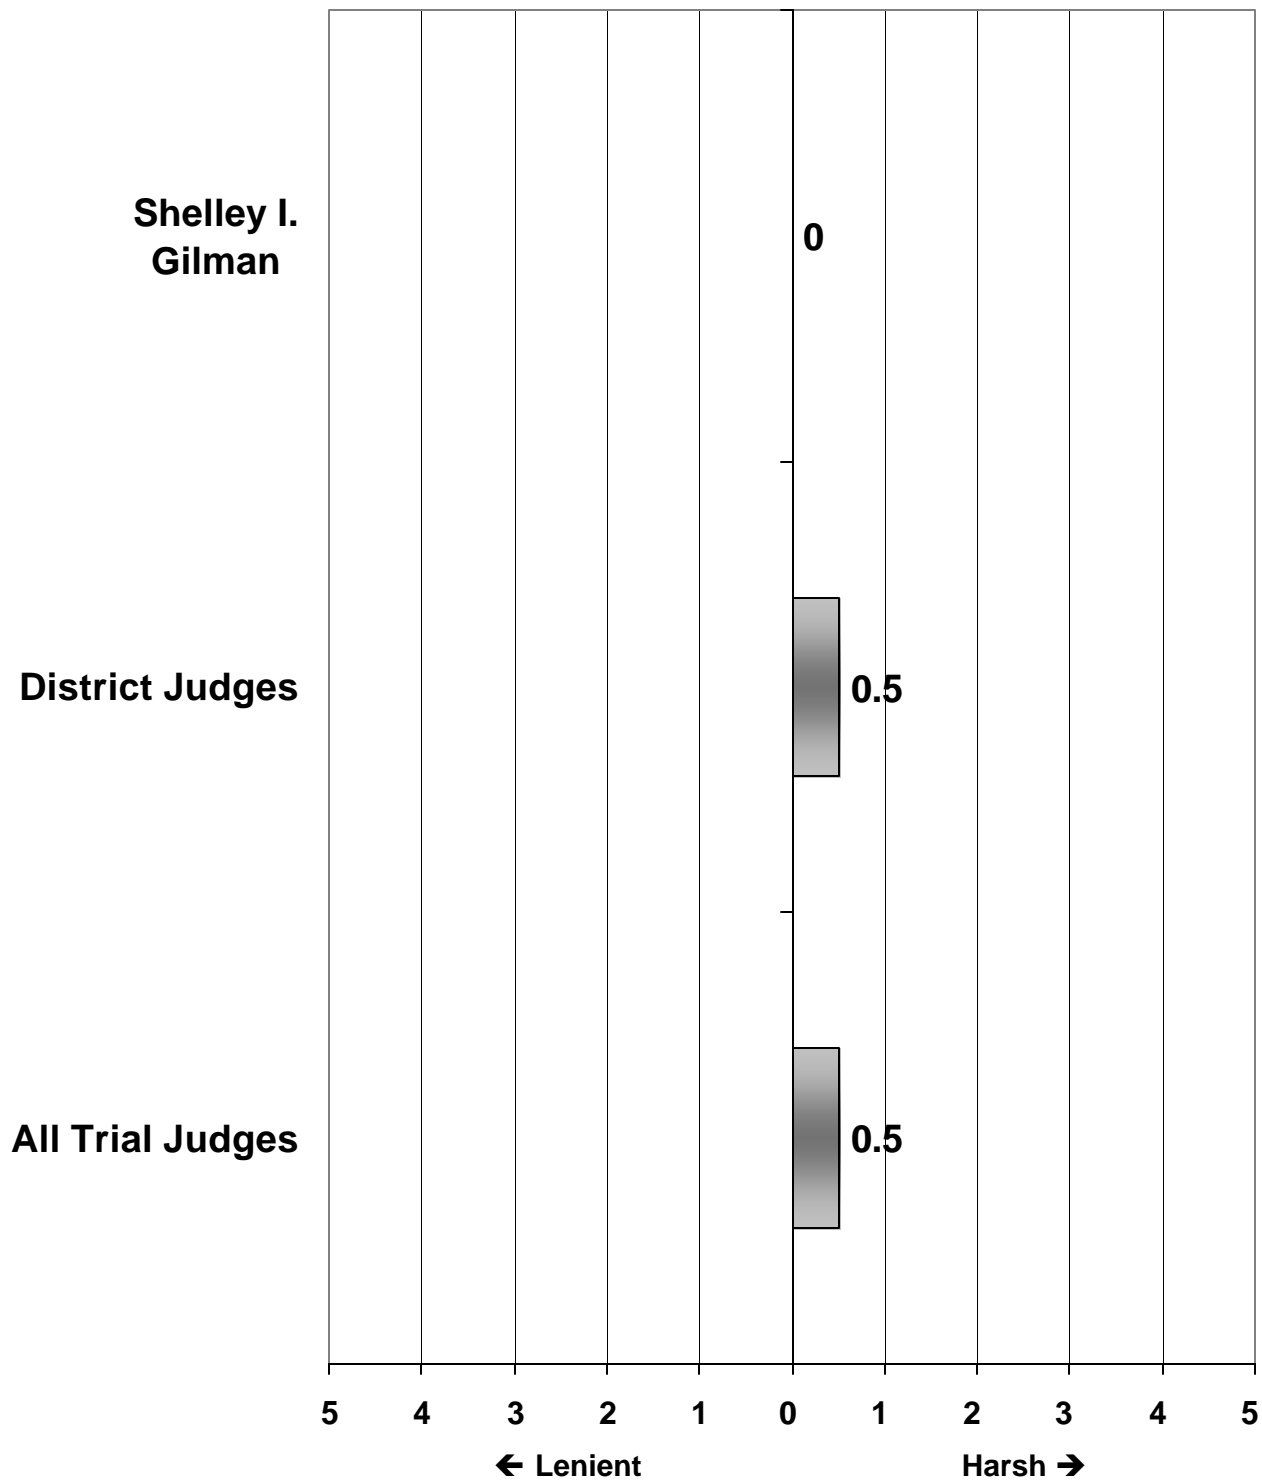 Shelley I.
Gilman
0
District Judges
0.5
All Trial Judges
0.5
5 4 3 2 1 0 1 2 3 4 5
← Lenient Harsh →